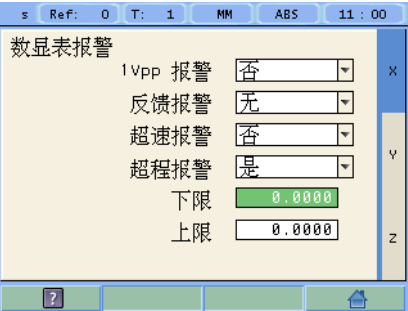 s Ref: 0 T: 1 MM ABS 11:00
数显表报警
1Vpp 报警 否
X
反馈报警 无
超速报警 否
Y
超程报警 是
下限 0.0000
上限 0.0000
Z
?